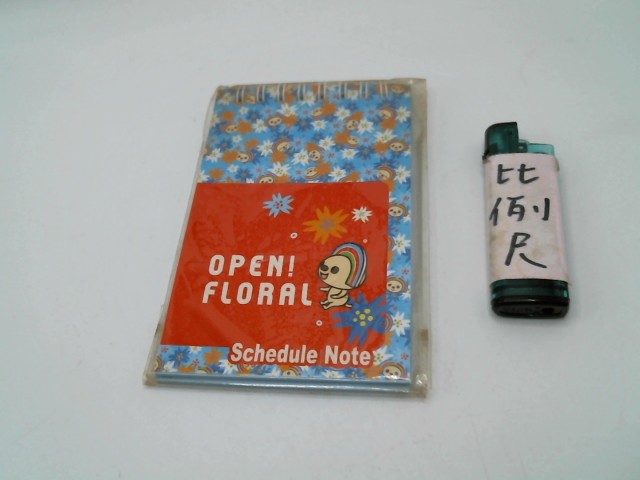 OPEN!
FLORAL
Schedule Note
比
例
尺